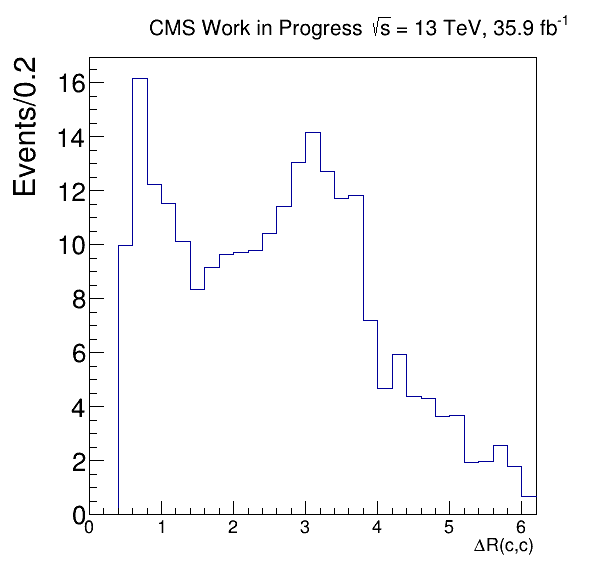 CMS Work in Progress √s = 13 TeV, 35.9 fb⁻¹
Events/0.2
16
14
12
10
8
6
4
2
0
0 1 2 3 4 5 6
ΔR(c,c)